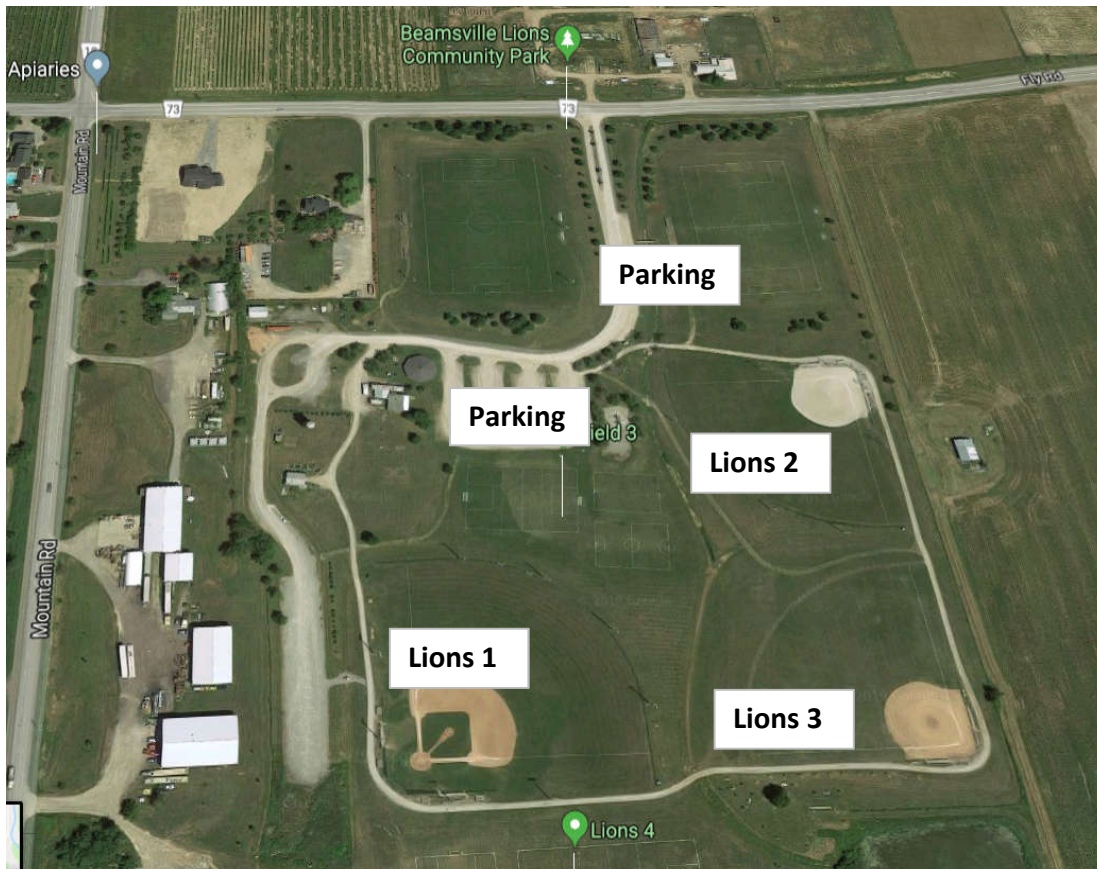 Beamsville Lions
Community Park
Apiaries
73
73
Fly Rd
Mountain Rd
Parking
Parking
ield 3
Lions 2
Mountain Rd
Lions 1
Lions 3
Lions 4